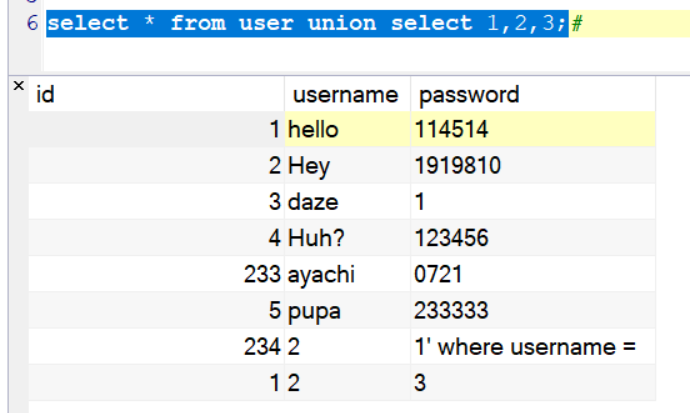 6 select * from user union select 1,2,3;#
× id username password
1 hello 114514
2 Hey 1919810
3 daze 1
4 Huh? 123456
233 ayachi 0721
5 pupa 233333
234 2 1' where username =
1 2 3